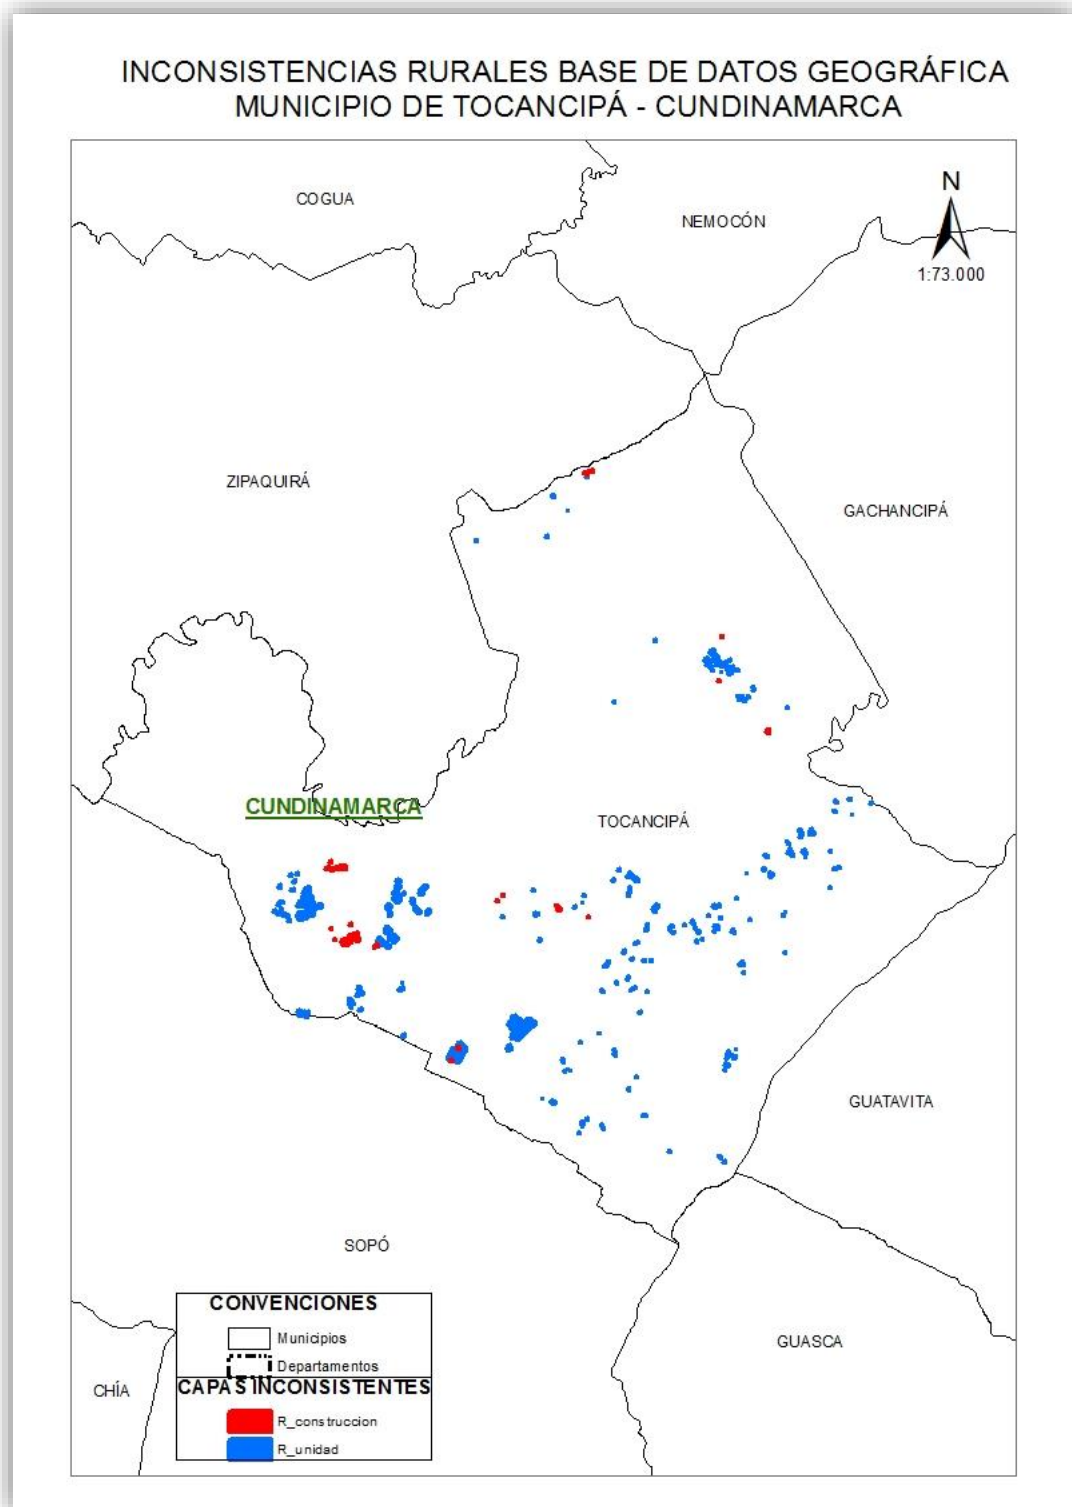 INCONSISTENCIAS RURALES BASE DE DATOS GEOGRÁFICA
MUNICIPIO DE TOCANCIPÁ - CUNDINAMARCA
N
1:73.000
COGUA
NEMOCÓN
ZIPAQUIRÁ
GACHANCIPÁ
CUNDINAMARCA
TOCANCIPÁ
GUATAVITA
SOPÓ
GUASCA
CHÍA
CONVENCIONES
Municipios
Departamentos
CAPAS INCONSISTENTES
R_construccion
R_unidad